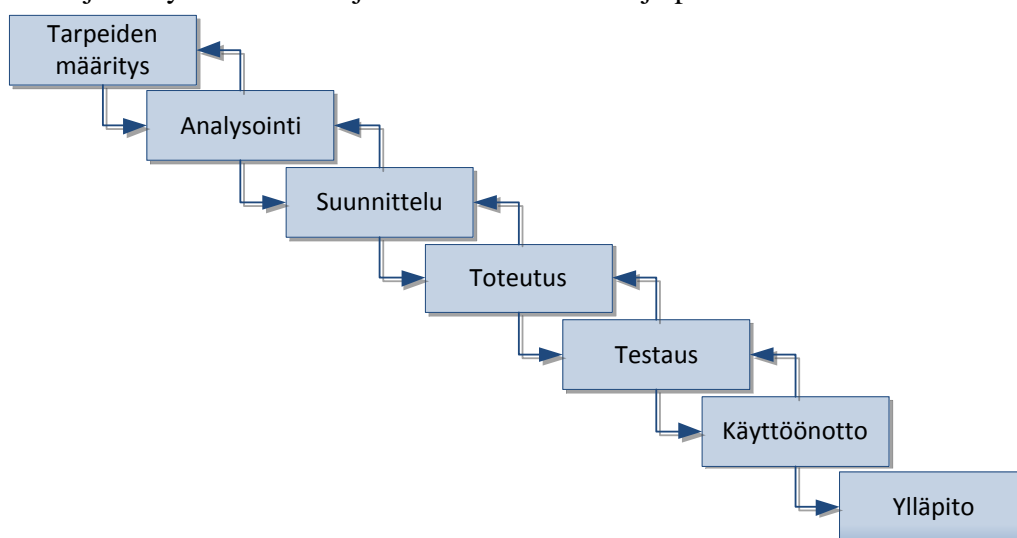 Tarpeiden
määritys
Analysointi
Suunnittelu
Toteutus
Testaus
Käyttöönotto
Ylläpito